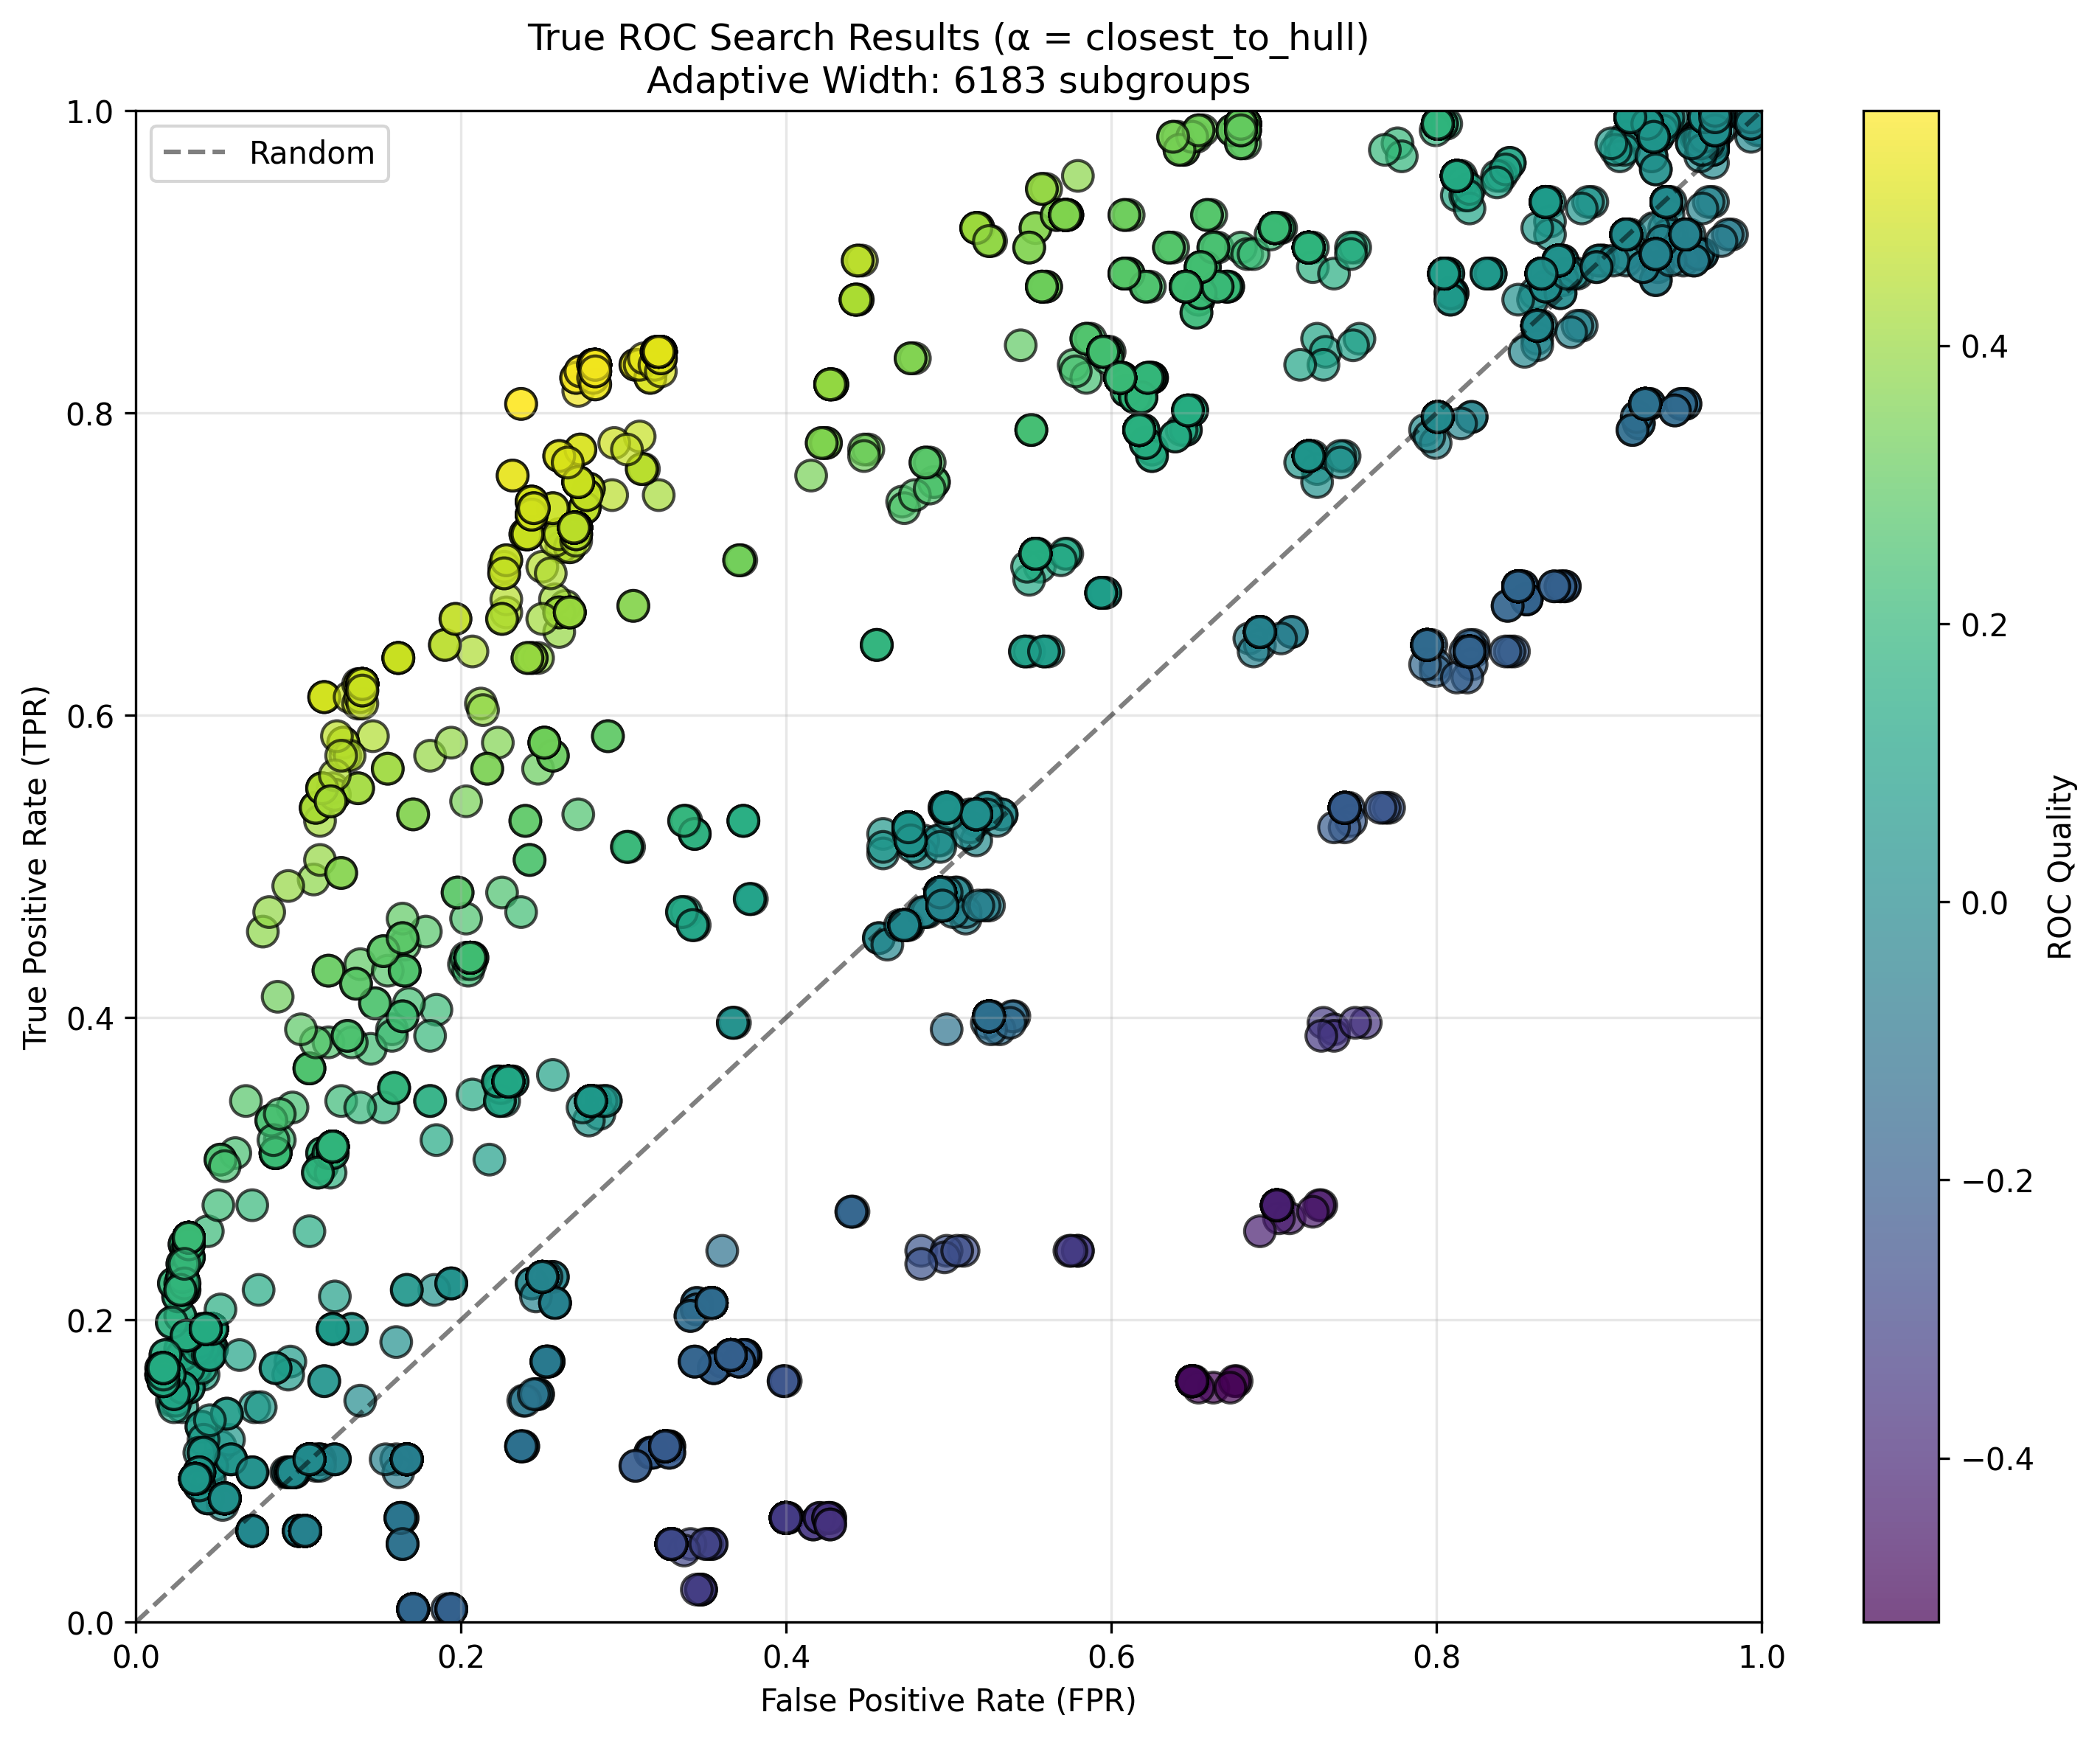 True ROC Search Results (α = closest_to_hull)
Adaptive Width: 6183 subgroups
Random
1.0
0.8
0.6
0.4
0.2
0.0
True Positive Rate (TPR)
0.0
0.2
0.4
0.6
0.8
1.0
False Positive Rate (FPR)
0.4
0.2
0.0
−0.2
−0.4
ROC Quality